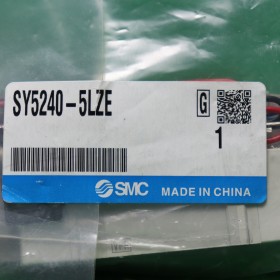 SY5240-5LZE
G
1
SMC MADE IN CHINA